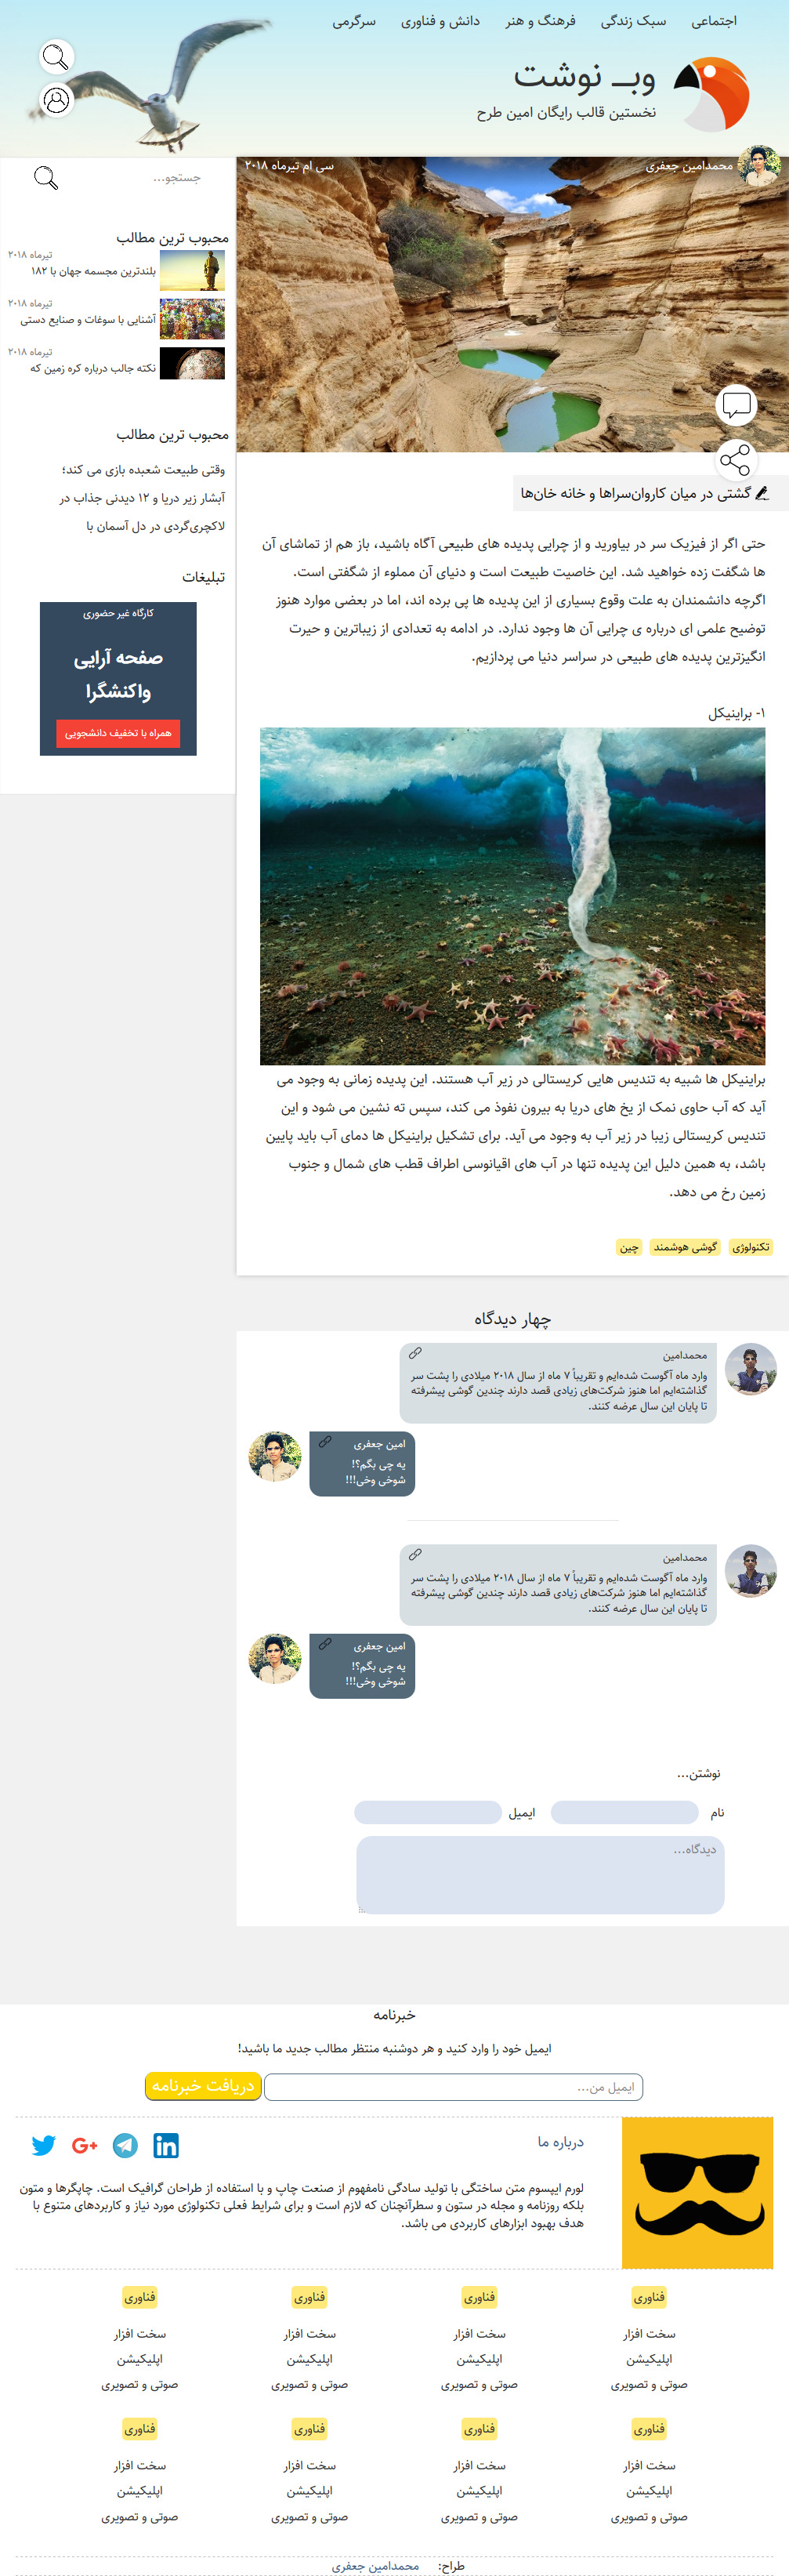 اجتماعی سبک زندگی فرهنگ و هنر دانش و فناوری سرگرمی
وبـ نوشت
نخستین قالب رایگان امین طرح
محمدامین جعفری
سی ام تیرماه ۲۰۱۸
گشتی در میان کاروان‌سراها و خانه خان‌ها
حتی اگر از فیزیک سر در بیاورید و از چرایی پدیده های طبیعی آگاه باشید، باز هم از تماشای آن
ها شگفت زده خواهید شد. این خاصیت طبیعت است و دنیای آن مملوء از شگفتی است.
اگرچه دانشمندان به علت وقوع بسیاری از این پدیده ها پی برده اند، اما در بعضی موارد هنوز
توضیح علمی ای درباره ی چرایی آن ها وجود ندارد. در ادامه به تعدادی از زیباترین و حیرت
انگیزترین پدیده های طبیعی در سراسر دنیا می پردازیم.
۱- براینیکل
براینیکل ها شبیه به تندیس هایی کریستالی در زیر آب هستند. این پدیده زمانی به وجود می
آید که آب حاوی نمک از یخ های دریا به بیرون نفوذ می کند، سپس ته نشین می شود و این
تندیس کریستالی زیبا در زیر آب به وجود می آید. برای تشکیل براینیکل ها دمای آب باید پایین
باشد، به همین دلیل این پدیده تنها در آب های اقیانوسی اطراف قطب های شمال و جنوب
زمین رخ می دهد.
تکنولوژی گوشی هوشمند چین
جستجو...
محبوب ترین مطالب
تیرماه ۲۰۱۸
بلندترین مجسمه جهان با ۱۸۲
تیرماه ۲۰۱۸
آشنایی با سوغات و صنایع دستی
تیرماه ۲۰۱۸
نکته جالب درباره کره زمین که
محبوب ترین مطالب
وقتی طبیعت شعبده بازی می کند؛
آبشار زیر دریا و ۱۲ دیدنی جذاب در
لاکچری‌گردی در دل آسمان با
تبلیغات
کارگاه غیر حضوری
صفحه آرایی
واکنشگرا
همراه با تخفیف دانشجویی
چهار دیدگاه
محمدامین
وارد ماه آگوست شده‌ایم و تقریباً ۷ ماه از سال ۲۰۱۸ میلادی را پشت سر
گذاشته‌ایم اما هنوز شرکت‌های زیادی قصد دارند چندین گوشی پیشرفته
تا پایان این سال عرضه کنند.
امین جعفری
یه چی بگم؟!
شوخی وخی!!!
محمدامین
وارد ماه آگوست شده‌ایم و تقریباً ۷ ماه از سال ۲۰۱۸ میلادی را پشت سر
گذاشته‌ایم اما هنوز شرکت‌های زیادی قصد دارند چندین گوشی پیشرفته
تا پایان این سال عرضه کنند.
امین جعفری
یه چی بگم؟!
شوخی وخی!!!
نوشتن...
نام ایمیل
دیدگاه...
خبرنامه
ایمیل خود را وارد کنید و هر دوشنبه منتظر مطالب جدید ما باشید!
ایمیل من... دریافت خبرنامه
درباره ما
لورم ایپسوم متن ساختگی با تولید سادگی نامفهوم از صنعت چاپ و با استفاده از طراحان گرافیک است. چاپگرها و متون
بلکه روزنامه و مجله در ستون و سطرآنچنان که لازم است و برای شرایط فعلی تکنولوژی مورد نیاز و کاربردهای متنوع با
هدف بهبود ابزارهای کاربردی می باشد.
فناوری فناوری فناوری فناوری
سخت افزار سخت افزار سخت افزار سخت افزار
اپلیکیشن اپلیکیشن اپلیکیشن اپلیکیشن
صوتی و تصویری صوتی و تصویری صوتی و تصویری صوتی و تصویری
فناوری فناوری فناوری فناوری
سخت افزار سخت افزار سخت افزار سخت افزار
اپلیکیشن اپلیکیشن اپلیکیشن اپلیکیشن
صوتی و تصویری صوتی و تصویری صوتی و تصویری صوتی و تصویری
طراح: محمدامین جعفری